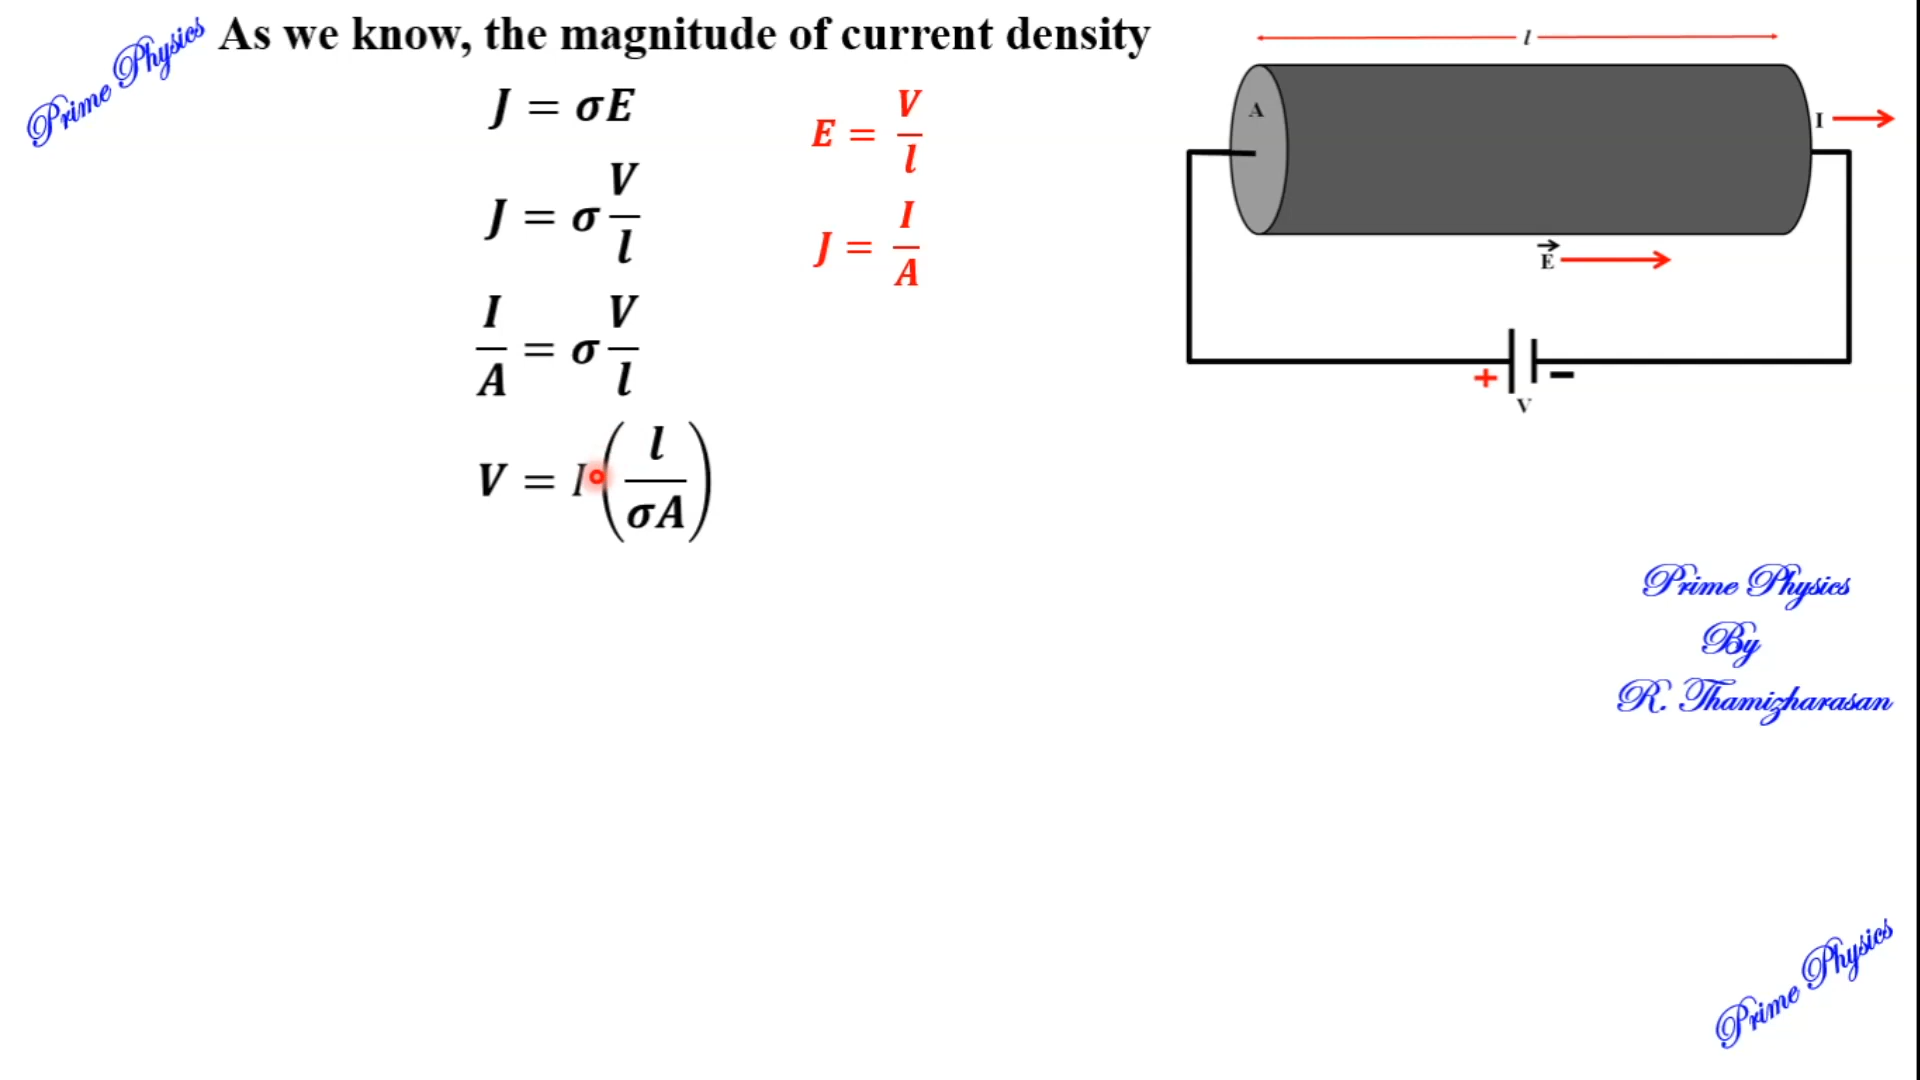 Prime Physics
As we know, the magnitude of current density
J = σE
J = σ V/l
I/A = σ V/l
V = I (l/σA)
E = V/l
J = I/A
l
A
I
E⃗
+ −
V
Prime Physics
By
R. Thamizharasan
Prime Physics